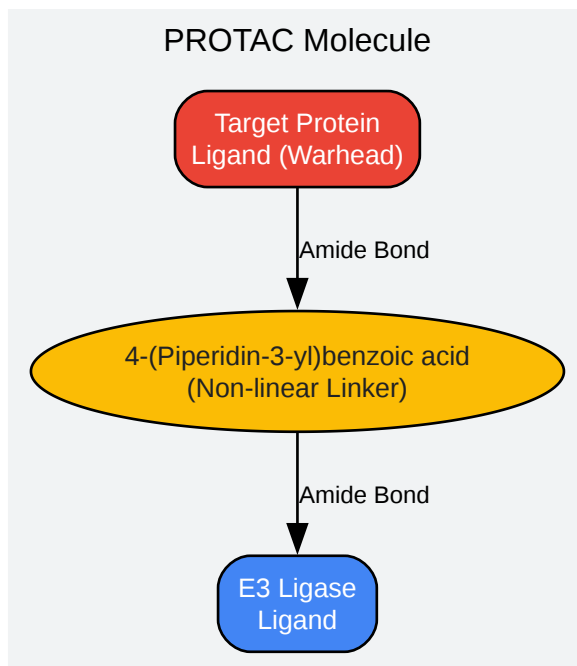 PROTAC Molecule
Target Protein
Ligand (Warhead)
Amide Bond
4-(Piperidin-3-yl)benzoic acid
(Non-linear Linker)
Amide Bond
E3 Ligase
Ligand